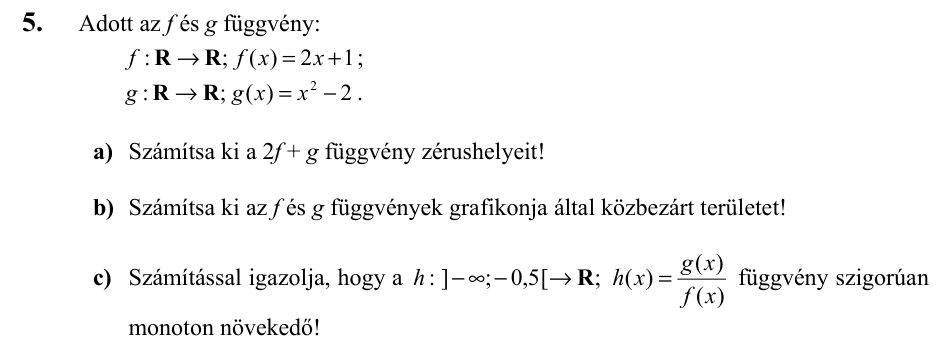 5. Adott az f és g függvény:
f : R → R; f(x) = 2x+1;
g : R → R; g(x) = x² − 2.
a) Számítsa ki a 2f + g függvény zérushelyeit!
b) Számítsa ki az f és g függvények grafikonja által közbezárt területet!
c) Számítással igazolja, hogy a h : ]−∞; −0,5[→ R; h(x) = g(x)/f(x) függvény szigorúan
monoton növekedő!